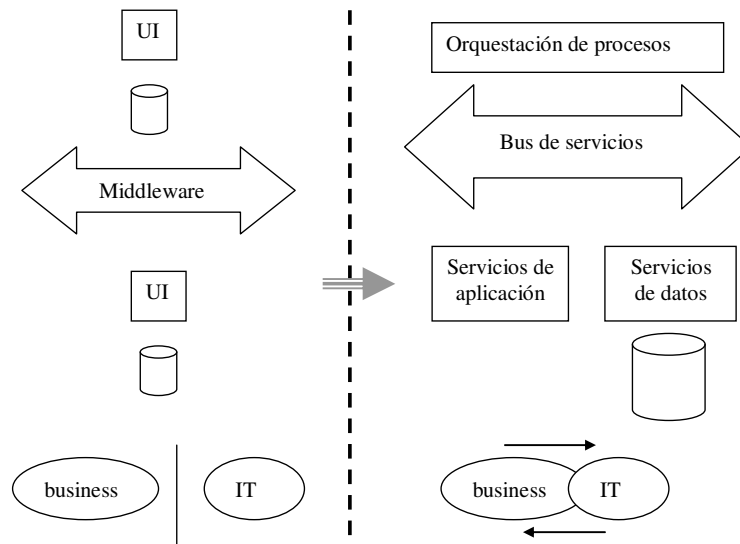 UI
Middleware
UI
business
IT
Orquestación de procesos
Bus de servicios
Servicios de
aplicación
Servicios
de datos
business
IT